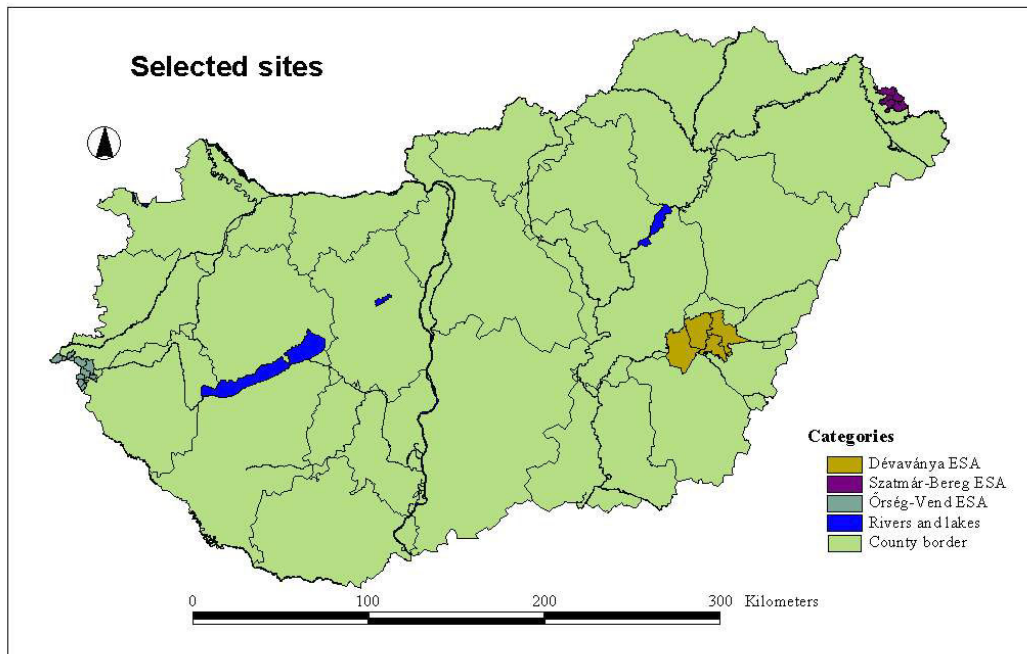 Selected sites
Categories
Dévaványa ESA
Szatmár-Bereg ESA
Őrség-Vend ESA
Rivers and lakes
County border
0 100 200 300 Kilometers